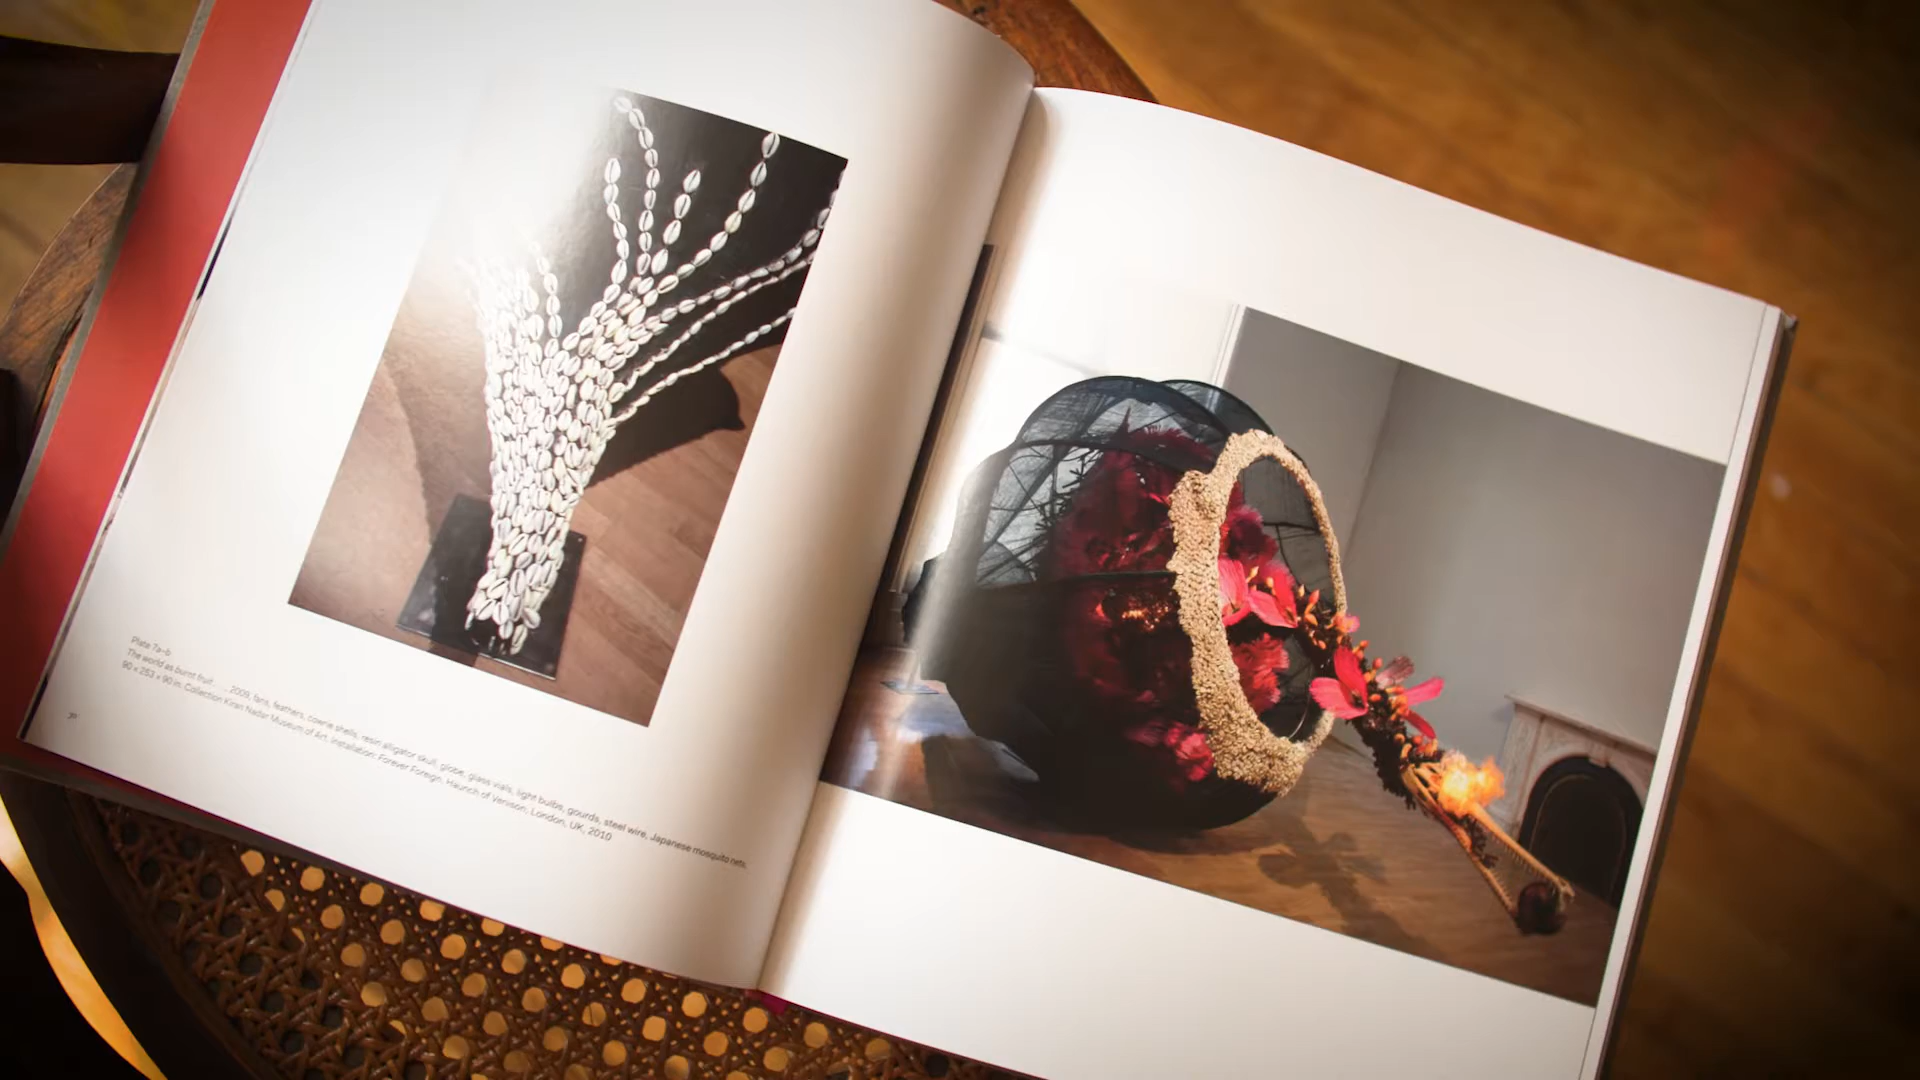 Plate 7a–b
The world as burnt fruit . . . , 2009, fans, feathers, cowrie shells, resin alligator skull, globe, glass vials, light bulbs, gourds, steel wire, Japanese mosquito nets,
90 × 253 × 90 in. Collection Kiran Nadar Museum of Art. Installation: Forever Foreign, Haunch of Venison, London, UK, 2010